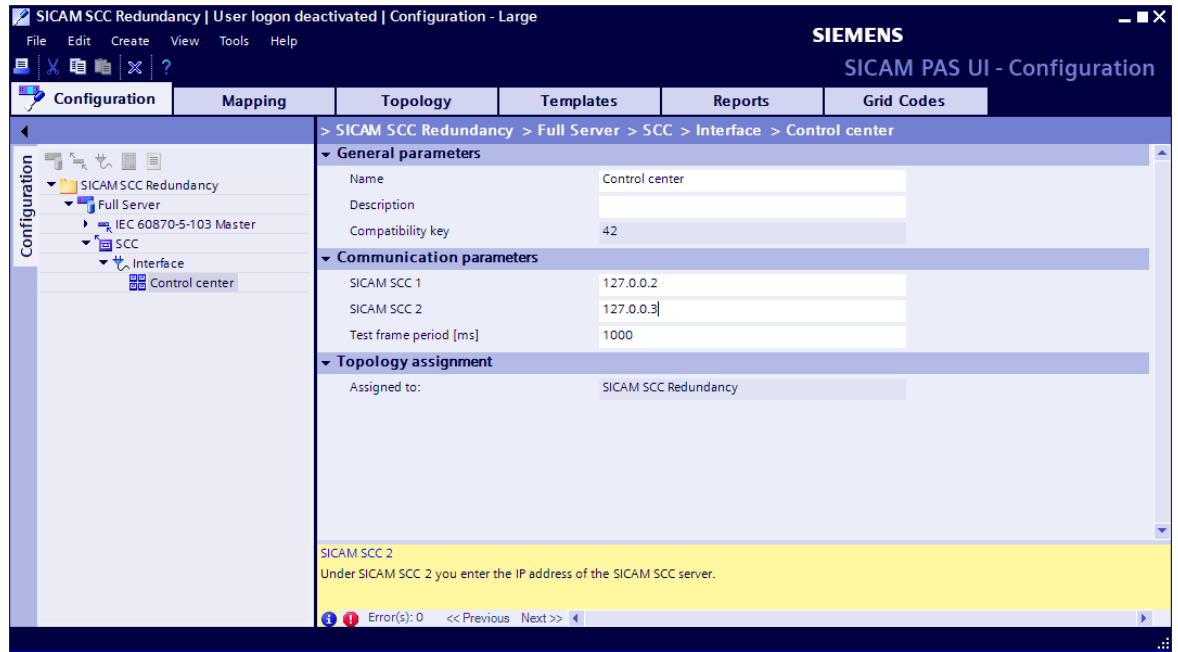 SICAM SCC Redundancy | User logon deactivated | Configuration - Large
File Edit Create View Tools Help
SIEMENS
SICAM PAS UI - Configuration
?
Configuration Mapping Topology Templates Reports Grid Codes
> SICAM SCC Redundancy > Full Server > SCC > Interface > Control center
Configuration
SICAM SCC Redundancy
Full Server
IEC 60870-5-103 Master
SCC
Interface
Control center
General parameters
Name Control center
Description
Compatibility key 42
Communication parameters
SICAM SCC 1 127.0.0.2
SICAM SCC 2 127.0.0.3
Test frame period [ms] 1000
Topology assignment
Assigned to: SICAM SCC Redundancy
SICAM SCC 2
Under SICAM SCC 2 you enter the IP address of the SICAM SCC server.
Error(s): 0 << Previous Next >>